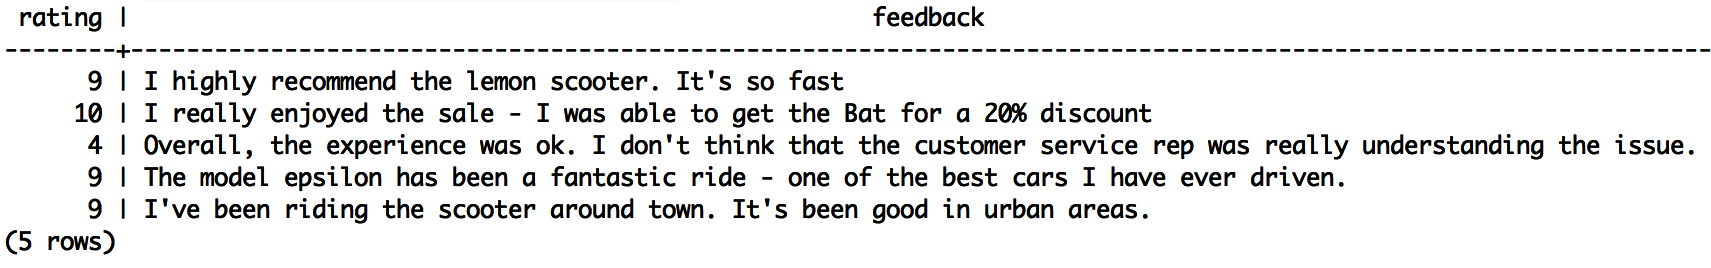 rating |                                                     feedback
--------+-----------------------------------------------------------------------------------------------------------------
      9 | I highly recommend the lemon scooter. It's so fast
     10 | I really enjoyed the sale - I was able to get the Bat for a 20% discount
      4 | Overall, the experience was ok. I don't think that the customer service rep was really understanding the issue.
      9 | The model epsilon has been a fantastic ride - one of the best cars I have ever driven.
      9 | I've been riding the scooter around town. It's been good in urban areas.
(5 rows)